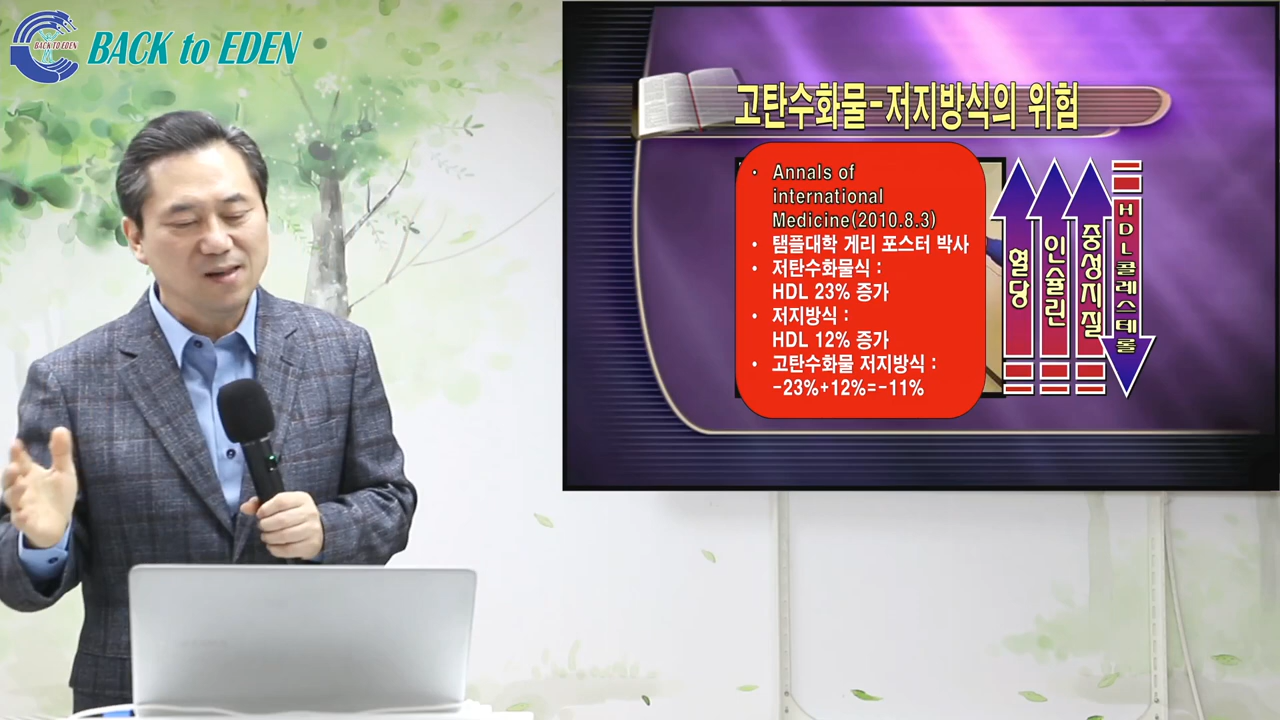 BACK TO EDEN
BACK to EDEN
고탄수화물-저지방식의 위험
• Annals of
international
Medicine(2010.8.3)
• 탬플대학 게리 포스터 박사
• 저탄수화물식 :
HDL 23% 증가
• 저지방식 :
HDL 12% 증가
• 고탄수화물 저지방식 :
-23%+12%=-11%
혈당
인슐린
중성지질
HDL콜레스테롤